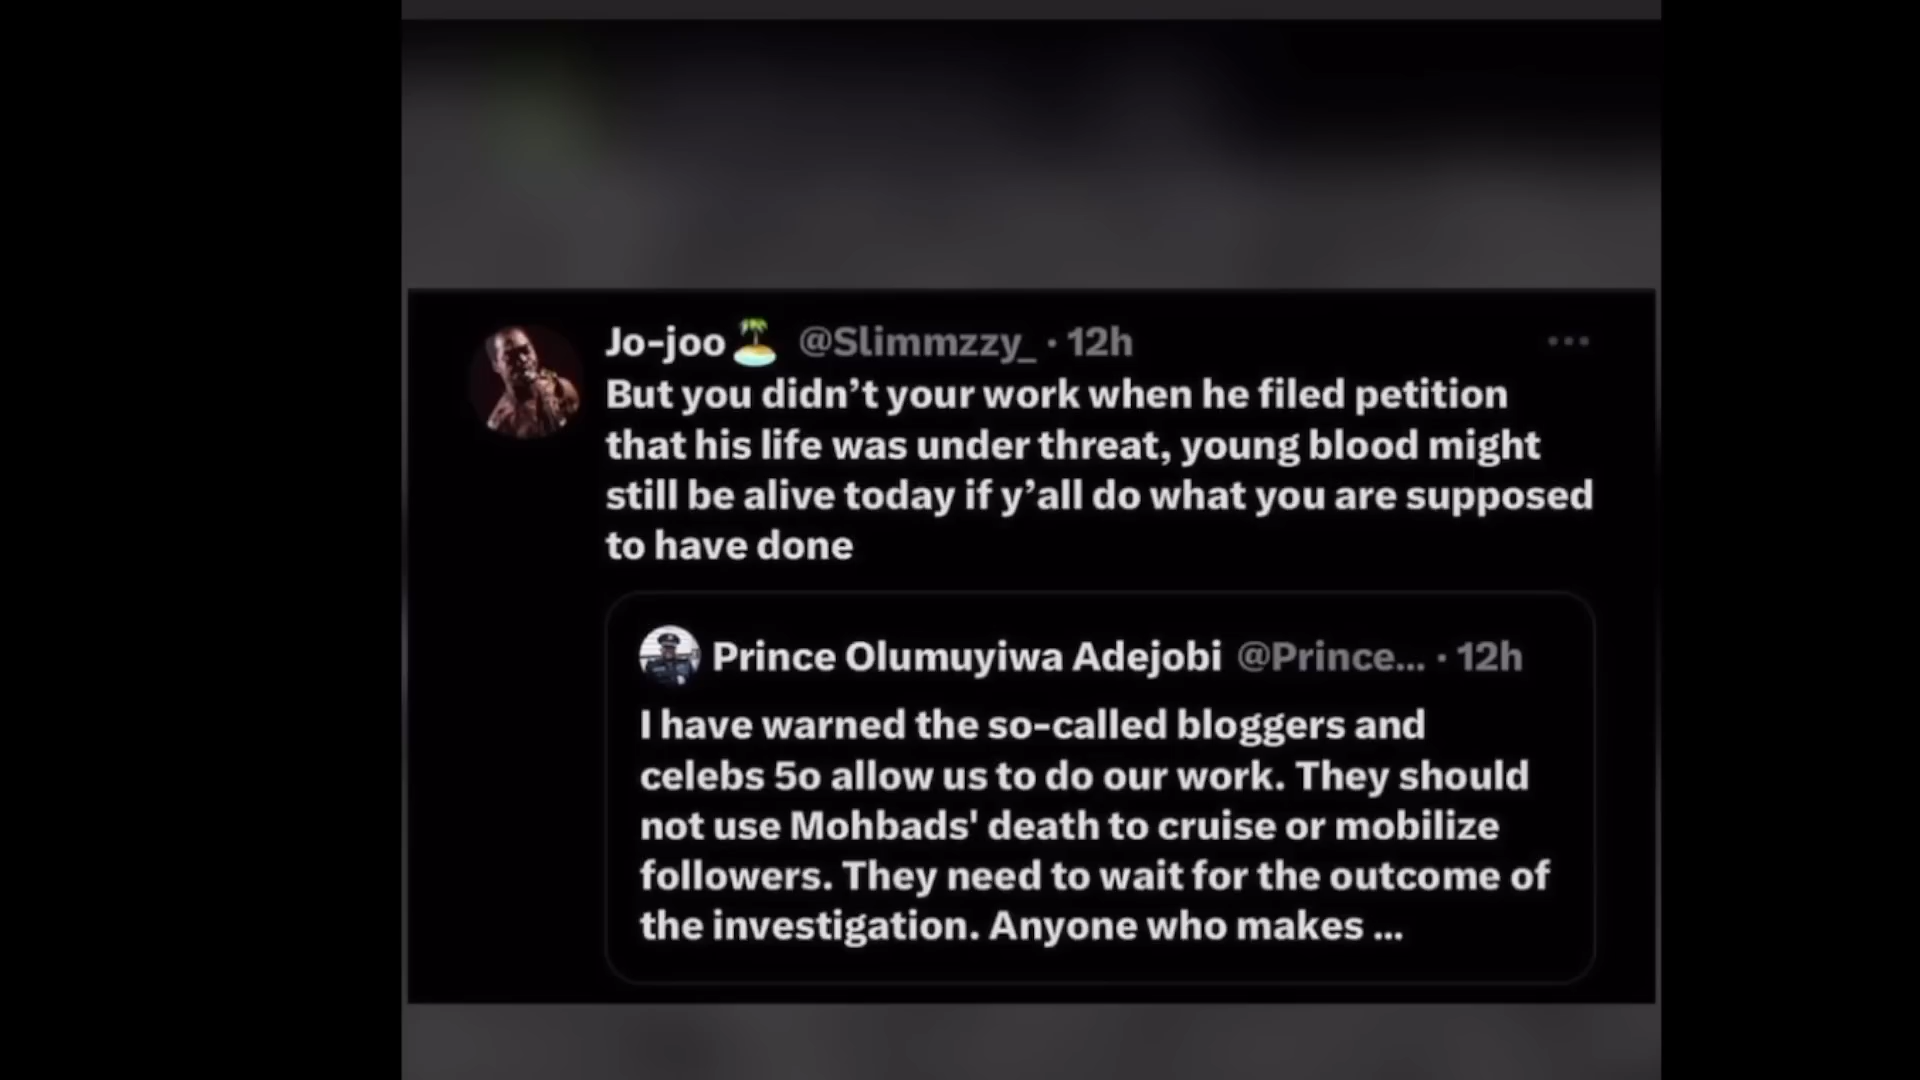 Jo-joo🏝️ @Slimmzzy_ · 12h
But you didn’t your work when he filed petition
that his life was under threat, young blood might
still be alive today if y’all do what you are supposed
to have done
Prince Olumuyiwa Adejobi @Prince... · 12h
I have warned the so-called bloggers and
celebs 5o allow us to do our work. They should
not use Mohbads' death to cruise or mobilize
followers. They need to wait for the outcome of
the investigation. Anyone who makes ...